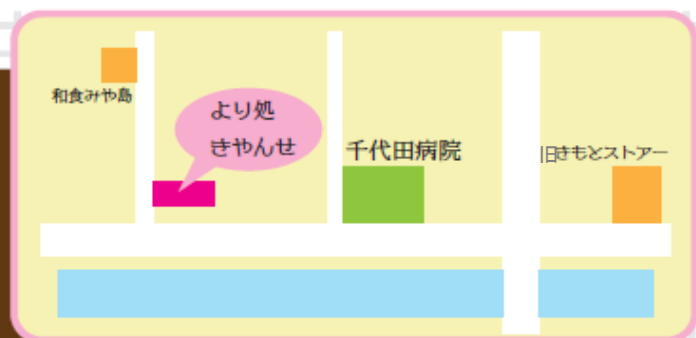 和食みや島
より処
きやんせ
千代田病院
旧きもとストアー